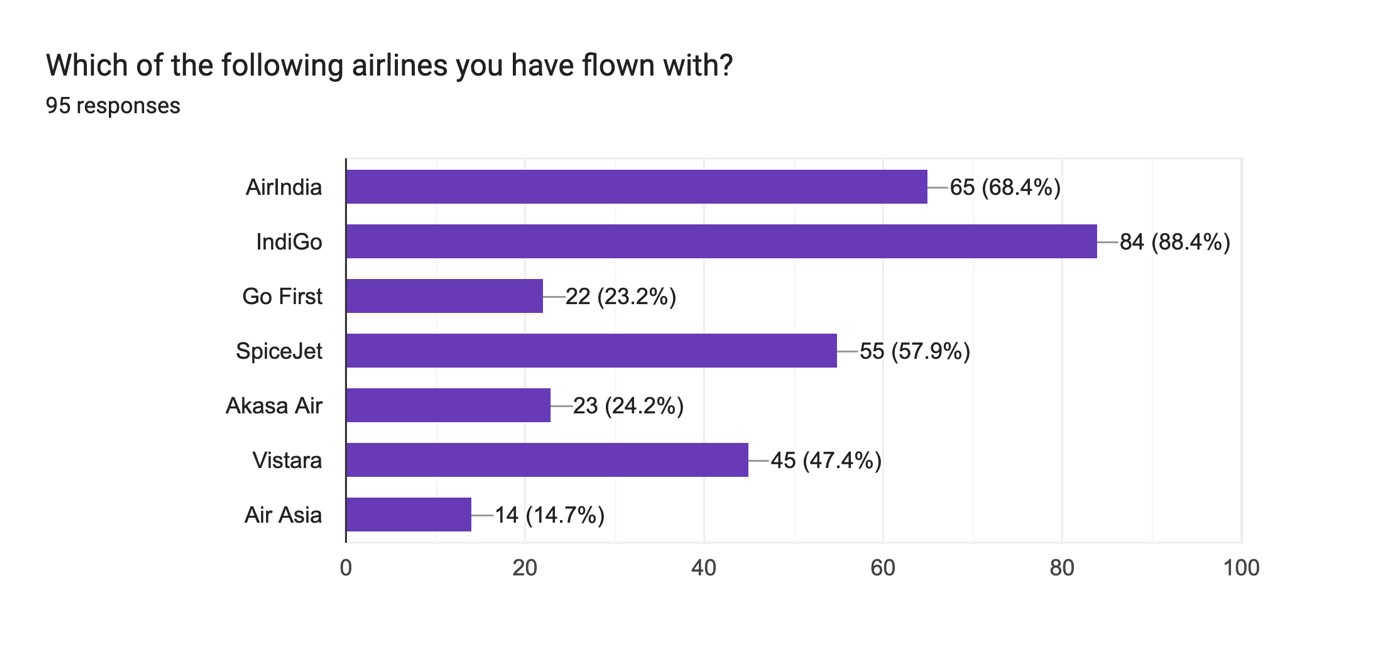 Which of the following airlines you have flown with?
95 responses
AirIndia 65 (68.4%)
IndiGo 84 (88.4%)
Go First 22 (23.2%)
SpiceJet 55 (57.9%)
Akasa Air 23 (24.2%)
Vistara 45 (47.4%)
Air Asia 14 (14.7%)
0 20 40 60 80 100